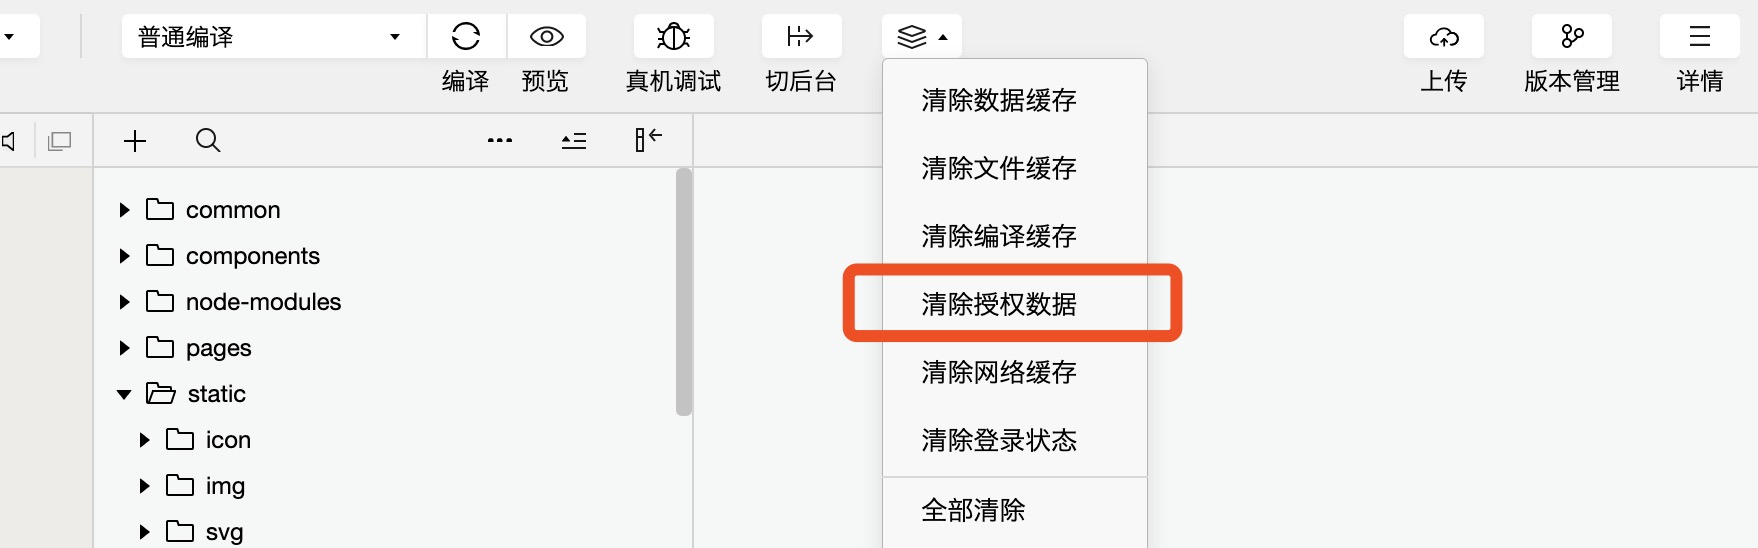 普通编译
编译
预览
真机调试
切后台
上传
版本管理
详情
清除数据缓存
清除文件缓存
清除编译缓存
清除授权数据
清除网络缓存
清除登录状态
全部清除
common
components
node-modules
pages
static
icon
img
svg